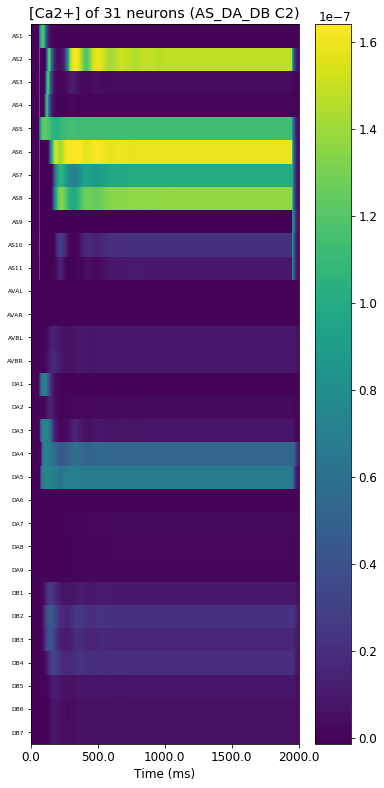 [Ca2+] of 31 neurons (AS_DA_DB C2)
1e−7
AS1
AS2
AS3
AS4
AS5
AS6
AS7
AS8
AS9
AS10
AS11
AVAL
AVAR
AVBL
AVBR
DA1
DA2
DA3
DA4
DA5
DA6
DA7
DA8
DA9
DB1
DB2
DB3
DB4
DB5
DB6
DB7
1.6
1.4
1.2
1.0
0.8
0.6
0.4
0.2
0.0
0.0 500.0 1000.0 1500.0 2000.0
Time (ms)